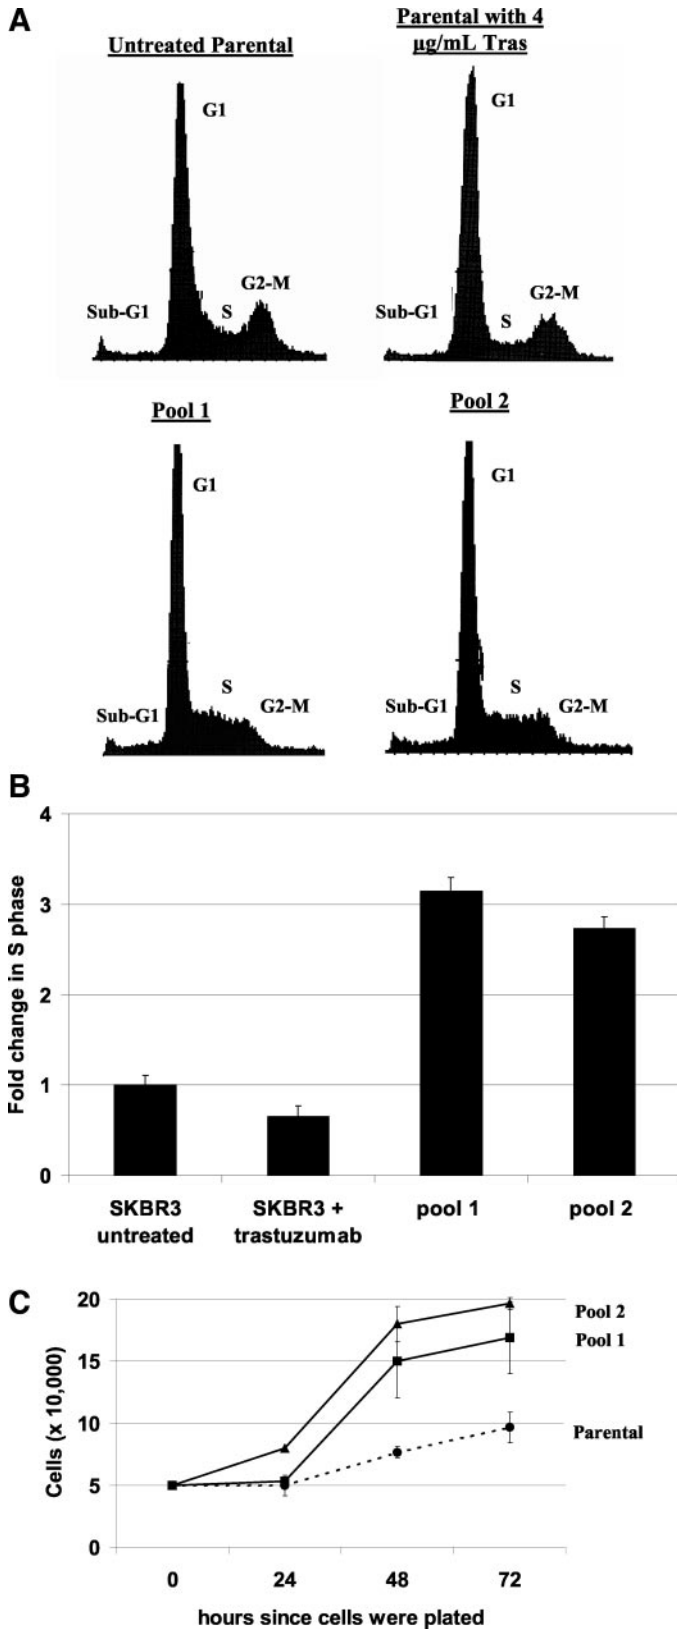 A
Untreated Parental
Parental with 4
µg/mL Tras
G1
G1
Sub-G1
S
G2-M
Sub-G1
S
G2-M
Pool 1
Pool 2
G1
G1
Sub-G1
S
G2-M
Sub-G1
S
G2-M
B
Fold change in S phase
4
3
2
1
0
SKBR3
untreated
SKBR3 +
trastuzumab
pool 1
pool 2
C
Cells (x 10,000)
20
15
10
5
0
Pool 2
Pool 1
Parental
0 24 48 72
hours since cells were plated